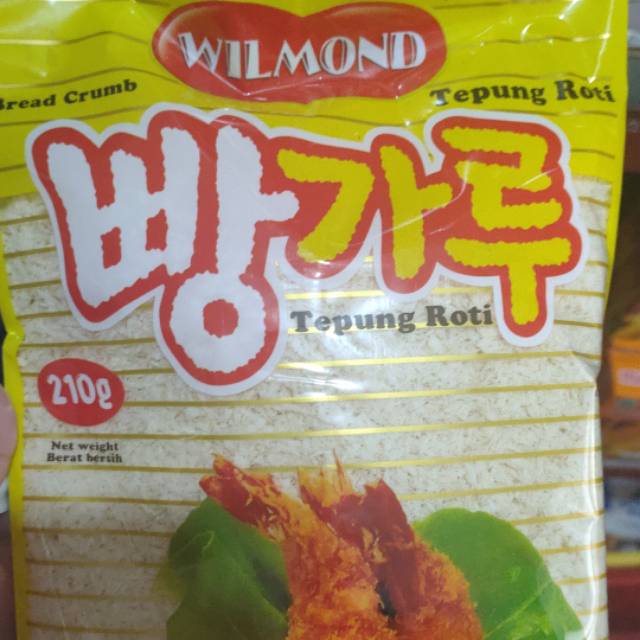 WILMOND
Bread Crumb
Tepung Roti
빵가루
Tepung Roti
210g
Net weight
Berat bersih